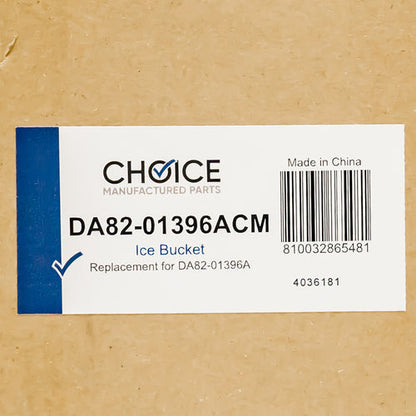 CHOICE
MANUFACTURED PARTS
DA82-01396ACM
Ice Bucket
Replacement for DA82-01396A
Made in China
810032865481
4036181